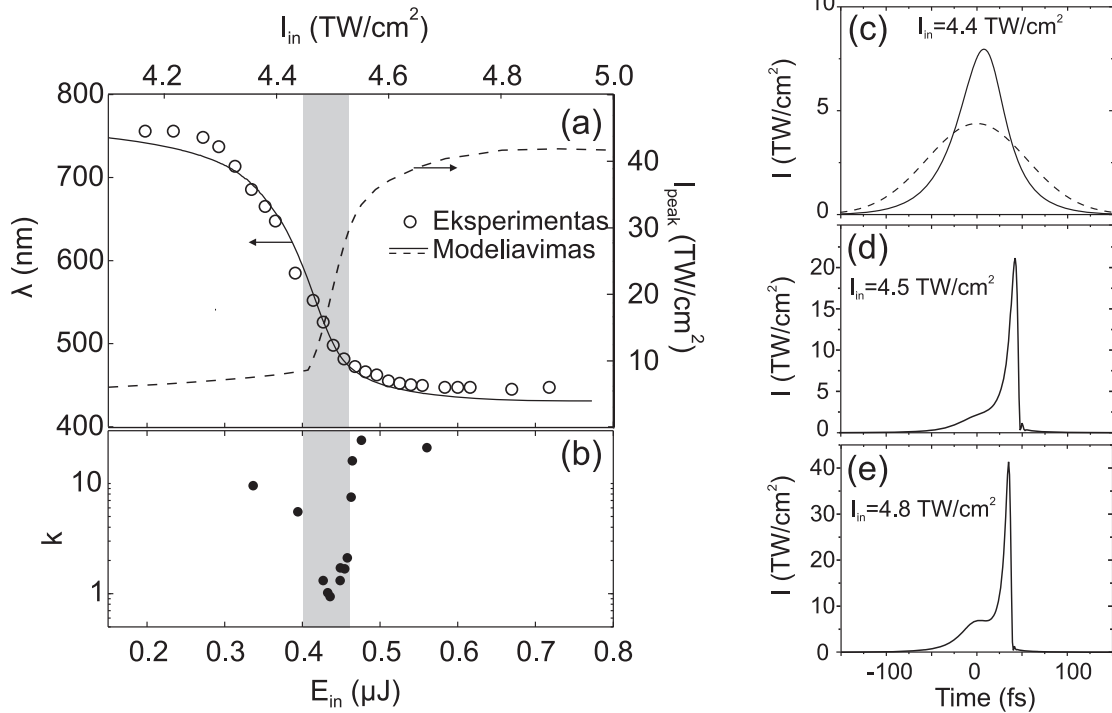 I_in (TW/cm²)
4.2 4.4 4.6 4.8 5.0
(a)
800
700
600
500
400
λ (nm)
40
30
20
10
0
I_peak (TW/cm²)
Eksperimentas
Modeliavimas
(b)
10
1
k
0.2 0.3 0.4 0.5 0.6 0.7 0.8
E_in (μJ)
(c)
I_in=4.4 TW/cm²
10
5
0
I (TW/cm²)
(d)
I_in=4.5 TW/cm²
20
15
10
5
0
I (TW/cm²)
(e)
I_in=4.8 TW/cm²
40
30
20
10
0
I (TW/cm²)
-100 0 100
Time (fs)